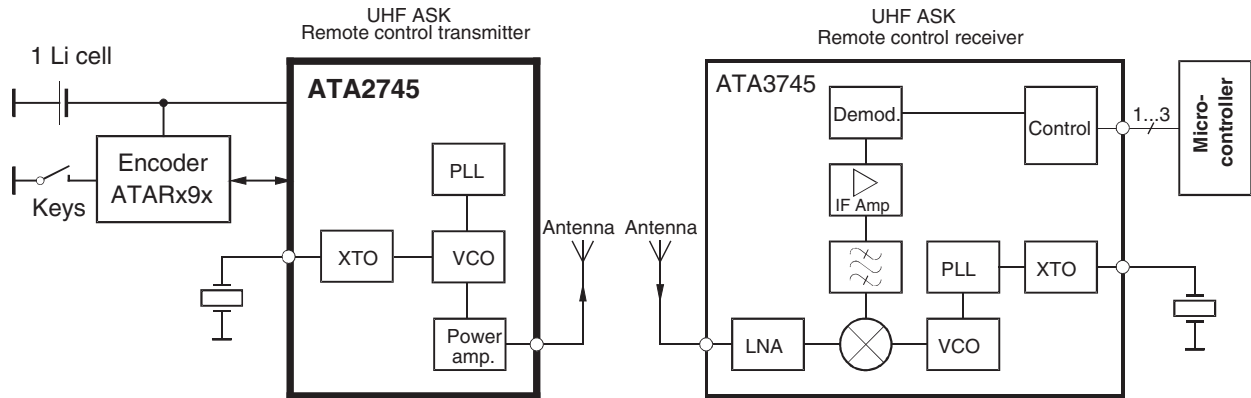 UHF ASK
Remote control transmitter
1 Li cell
ATA2745
Encoder
ATARx9x
Keys
PLL
XTO
VCO
Power
amp.
Antenna
UHF ASK
Remote control receiver
Antenna
ATA3745
Demod.
Control
1...3
Micro-
controller
IF Amp
PLL
XTO
LNA
VCO